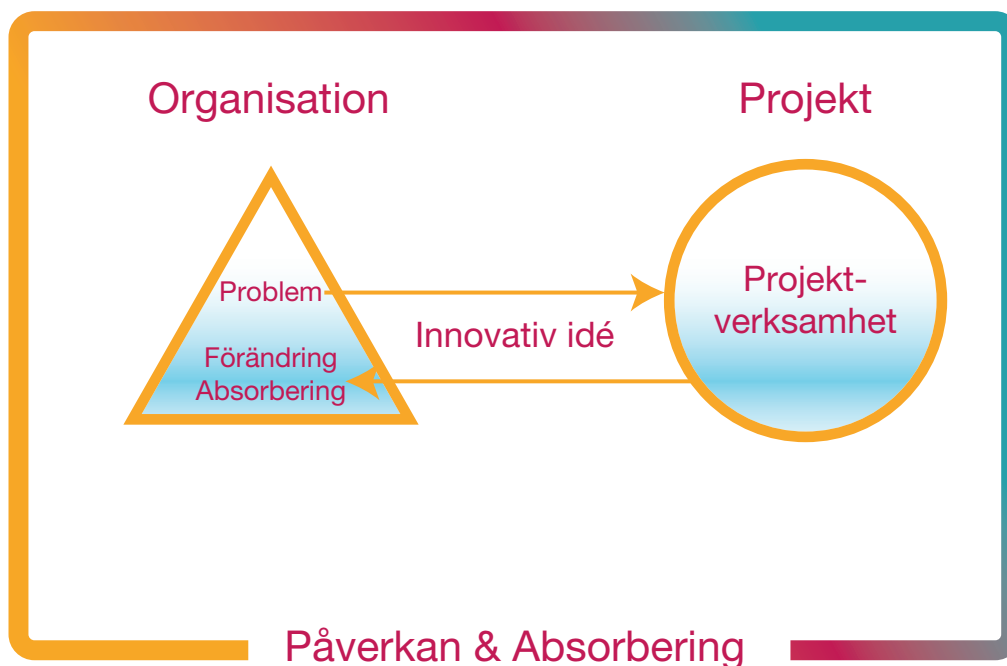 Organisation
Projekt
Problem
Förändring
Absorbering
Innovativ idé
Projekt-
verksamhet
Påverkan & Absorbering